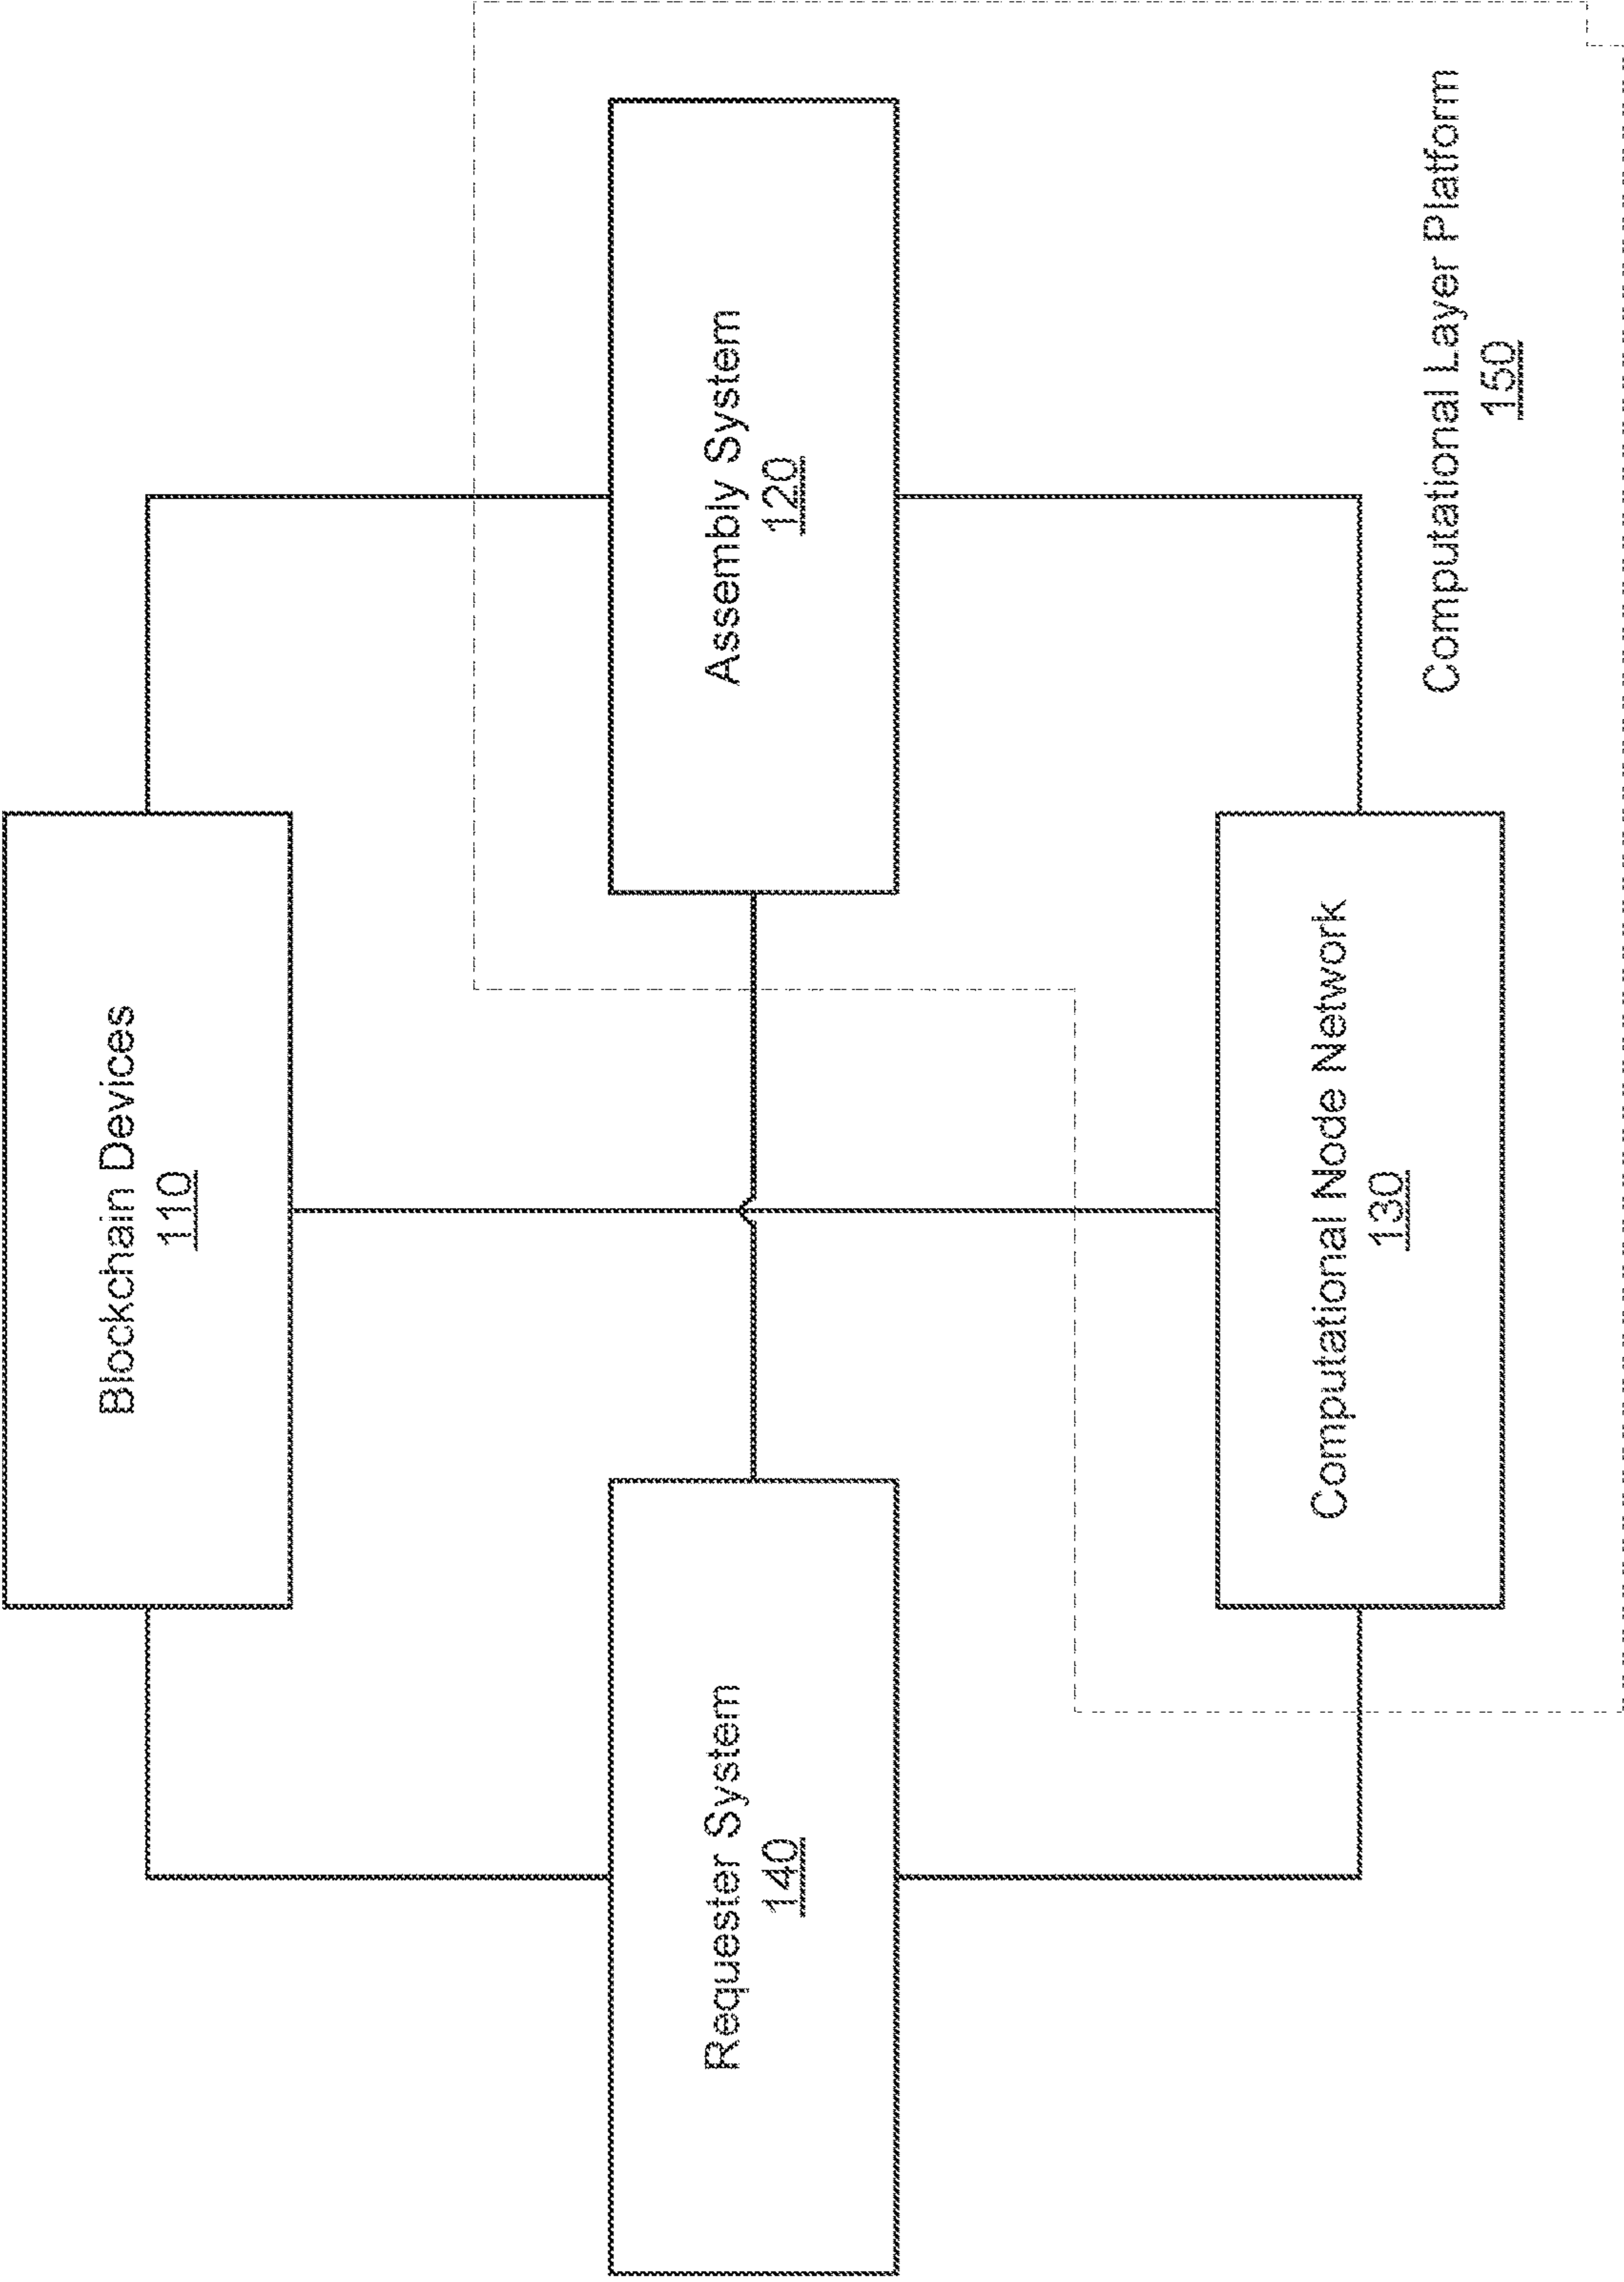 Blockchain Devices
110
Requester System
140
Assembly System
120
Computational Node Network
130
Computational Layer Platform
150